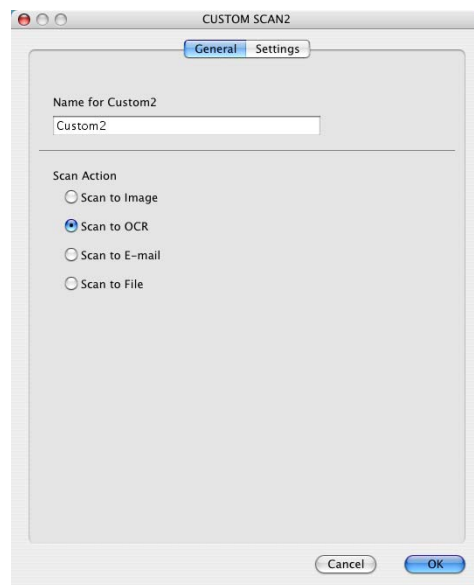 CUSTOM SCAN2
General Settings
Name for Custom2
Custom2
Scan Action
Scan to Image
Scan to OCR
Scan to E-mail
Scan to File
Cancel OK